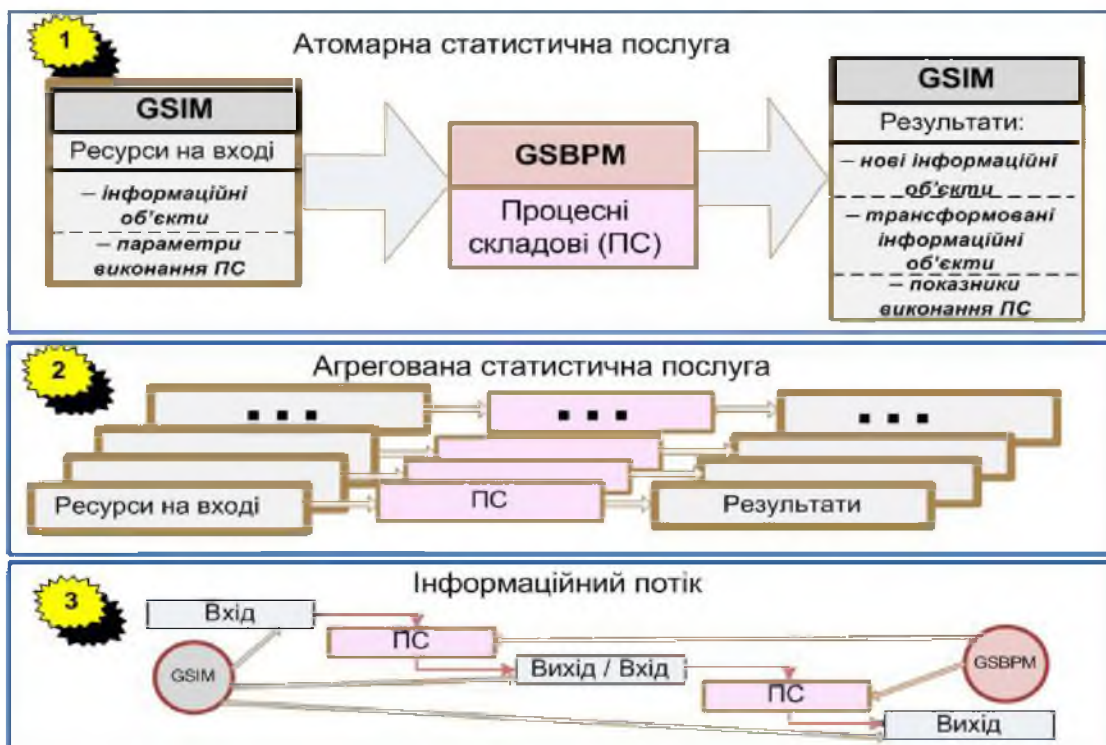 1
Атомарна статистична послуга
GSIM
Ресурси на вході
– інформаційні
об'єкти
– параметри
виконання ПС
GSBPM
Процесні
складові (ПС)
GSIM
Результати:
– нові інформаційні
об'єкти
– трансформовані
інформаційні
об'єкти
– показники
виконання ПС
2
Агрегована статистична послуга
. . .
. . .
. . .
Ресурси на вході
ПС
Результати
3
Інформаційний потік
Вхід
ПС
GSIM
Вихід / Вхід
GSBPM
ПС
Вихід